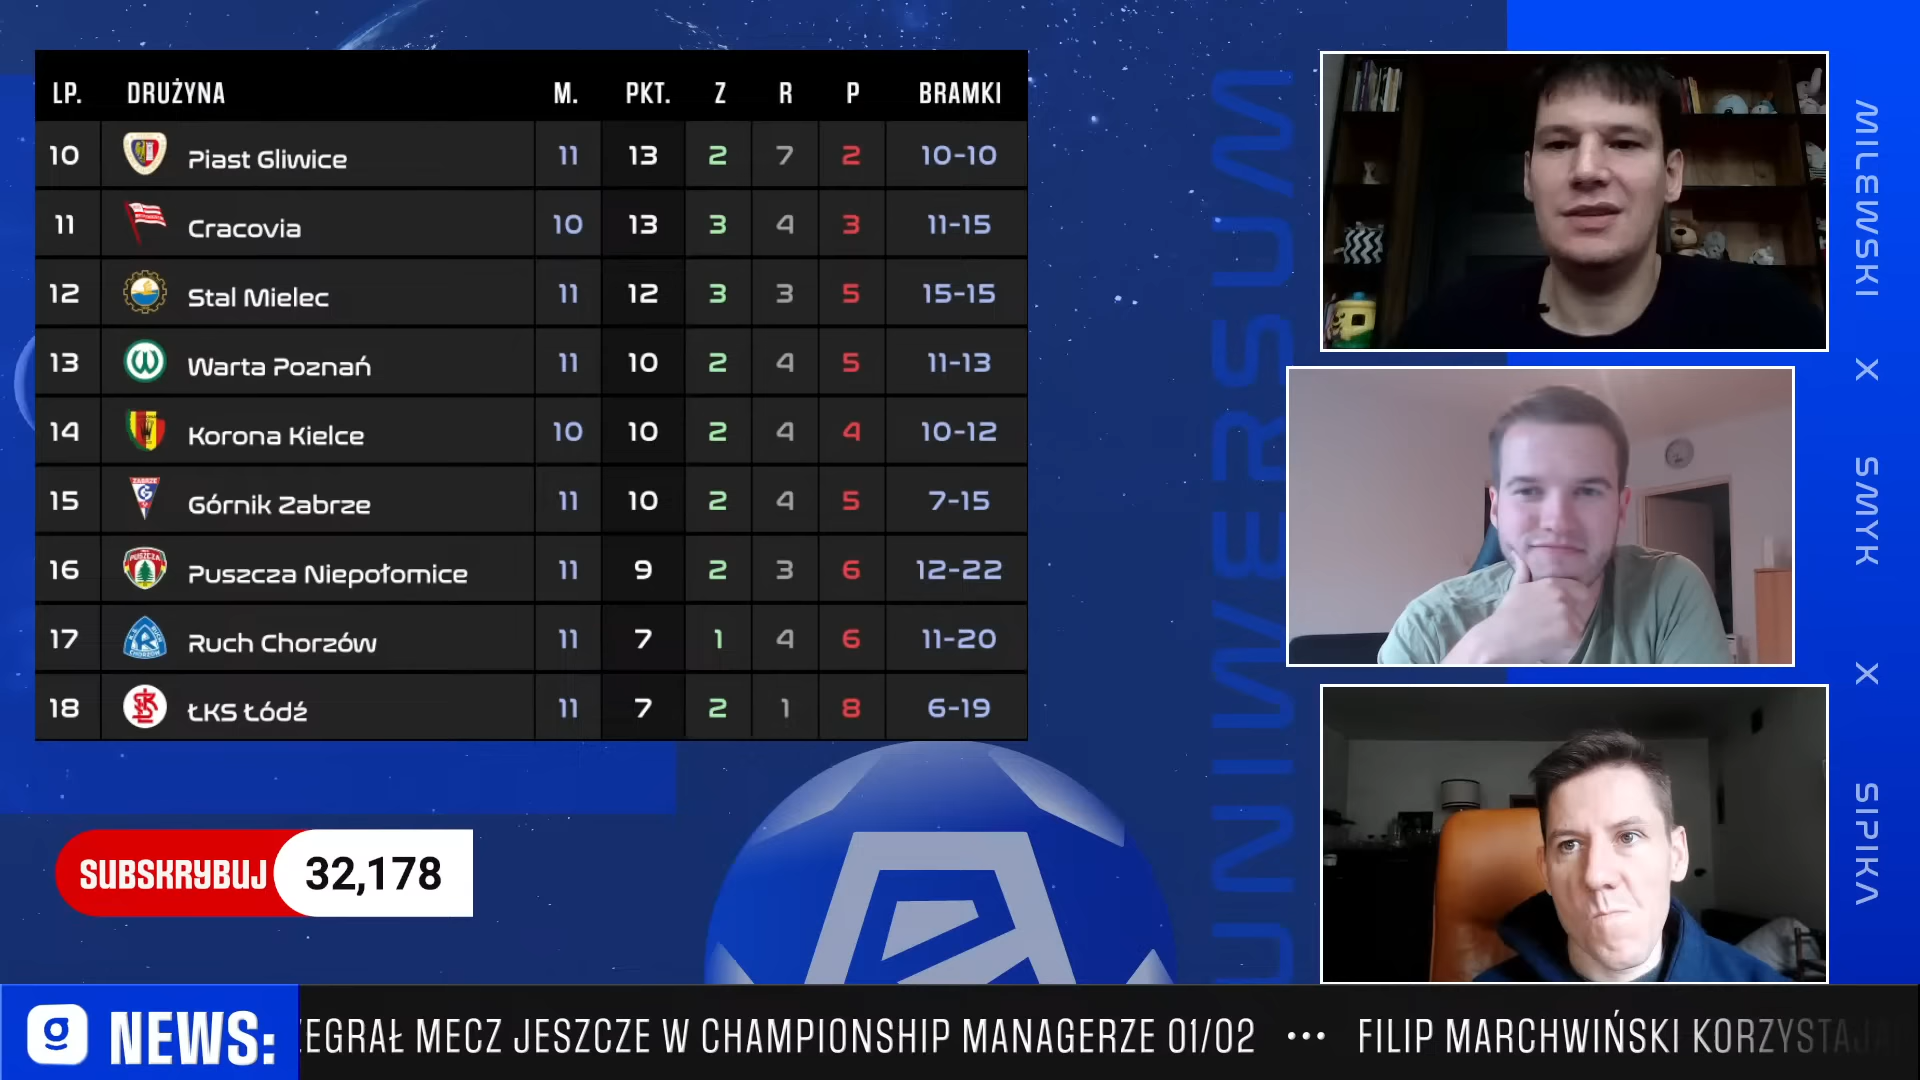 LP. DRUŻYNA M. PKT. Z R P BRAMKI
10 Piast Gliwice 11 13 2 7 2 10-10
11 Cracovia 10 13 3 4 3 11-15
12 Stal Mielec 11 12 3 3 5 15-15
13 Warta Poznań 11 10 2 4 5 11-13
14 Korona Kielce 10 10 2 4 4 10-12
15 Górnik Zabrze 11 10 2 4 5 7-15
16 Puszcza Niepołomice 11 9 2 3 6 12-22
17 Ruch Chorzów 11 7 1 4 6 11-20
18 ŁKS Łódź 11 7 2 1 8 6-19
UNIWERSUM
MILEWSKI X SMYK X SIPIKA
SUBSKRYBUJ 32,178
g NEWS: EGRAŁ MECZ JESZCZE W CHAMPIONSHIP MANAGERZE 01/02 ••• FILIP MARCHWIŃSKI KORZYSTAJĄ